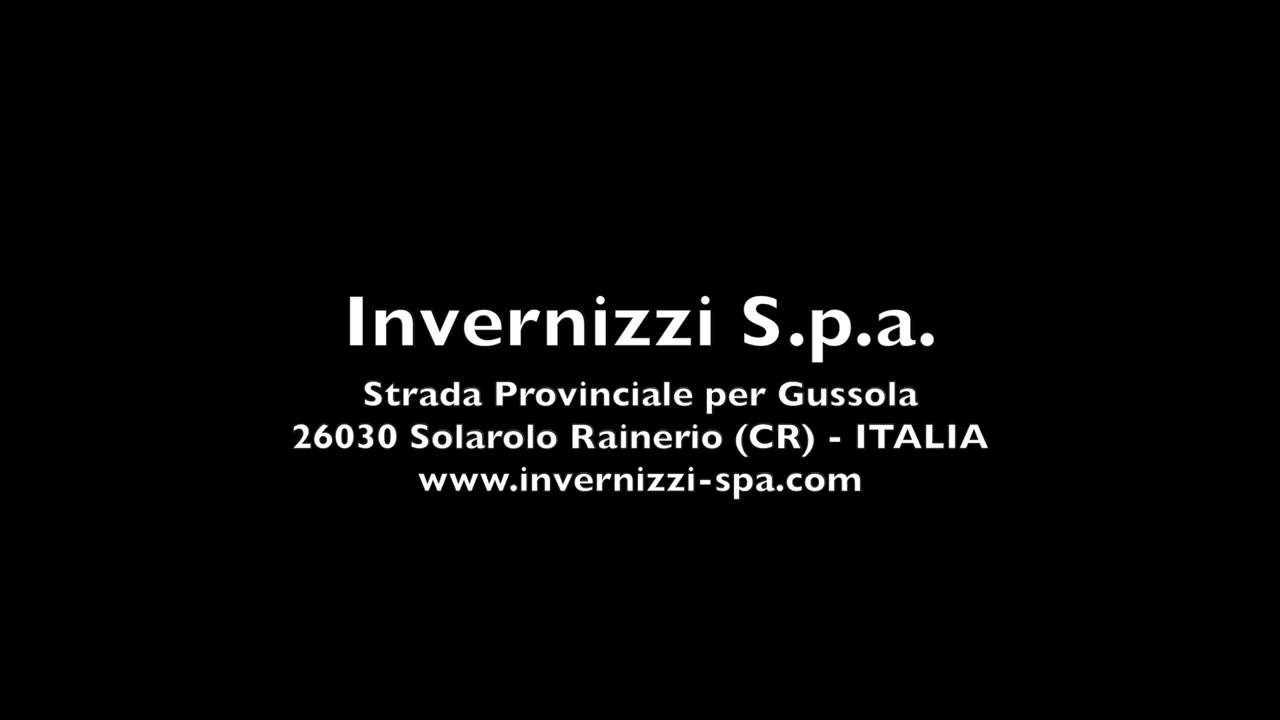 Invernizzi S.p.a.
Strada Provinciale per Gussola
26030 Solarolo Rainerio (CR) - ITALIA
www.invernizzi-spa.com